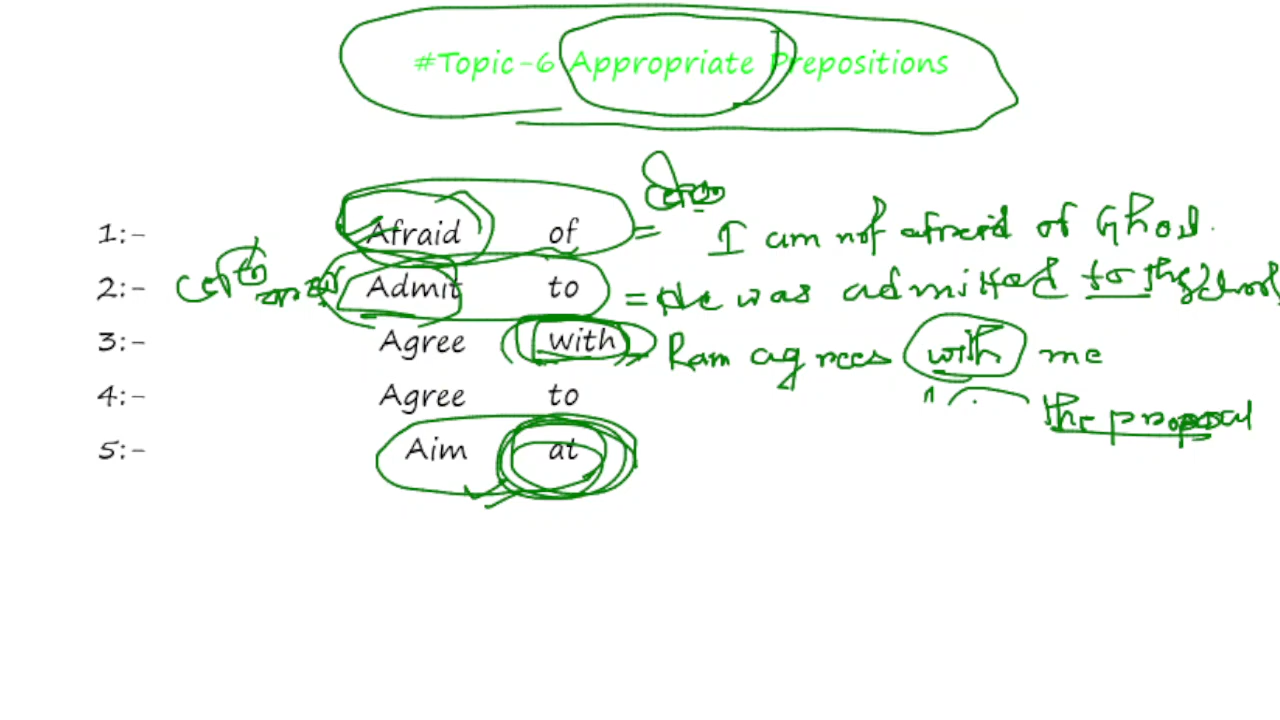 #Topic-6 Appropriate Prepositions
1:- Afraid of = I am not afraid of Ghost.
2:- Admit to = He was admitted to the School
3:- Agree with Ram agrees with me
4:- Agree to the proposal
5:- Aim at